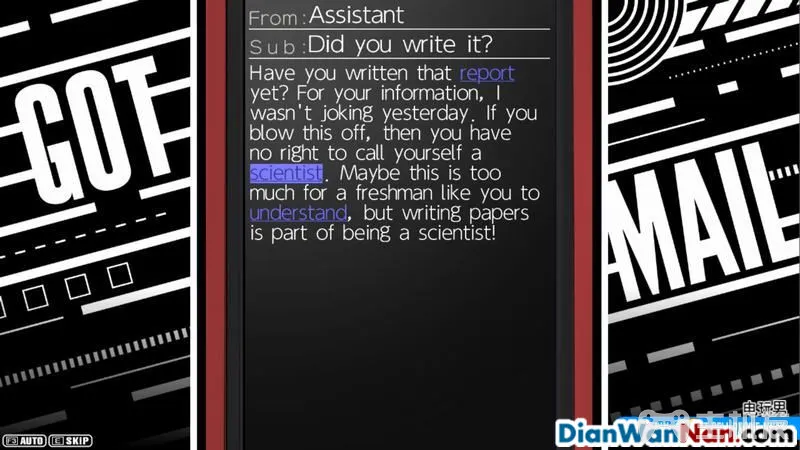 GOT
MAIL
From: Assistant
Sub: Did you write it?
Have you written that report
yet? For your information, I
wasn't joking yesterday. If you
blow this off, then you have
no right to call yourself a
scientist. Maybe this is too
much for a freshman like you to
understand, but writing papers
is part of being a scientist!
AUTO SKIP
电玩男
DianWanNan.com